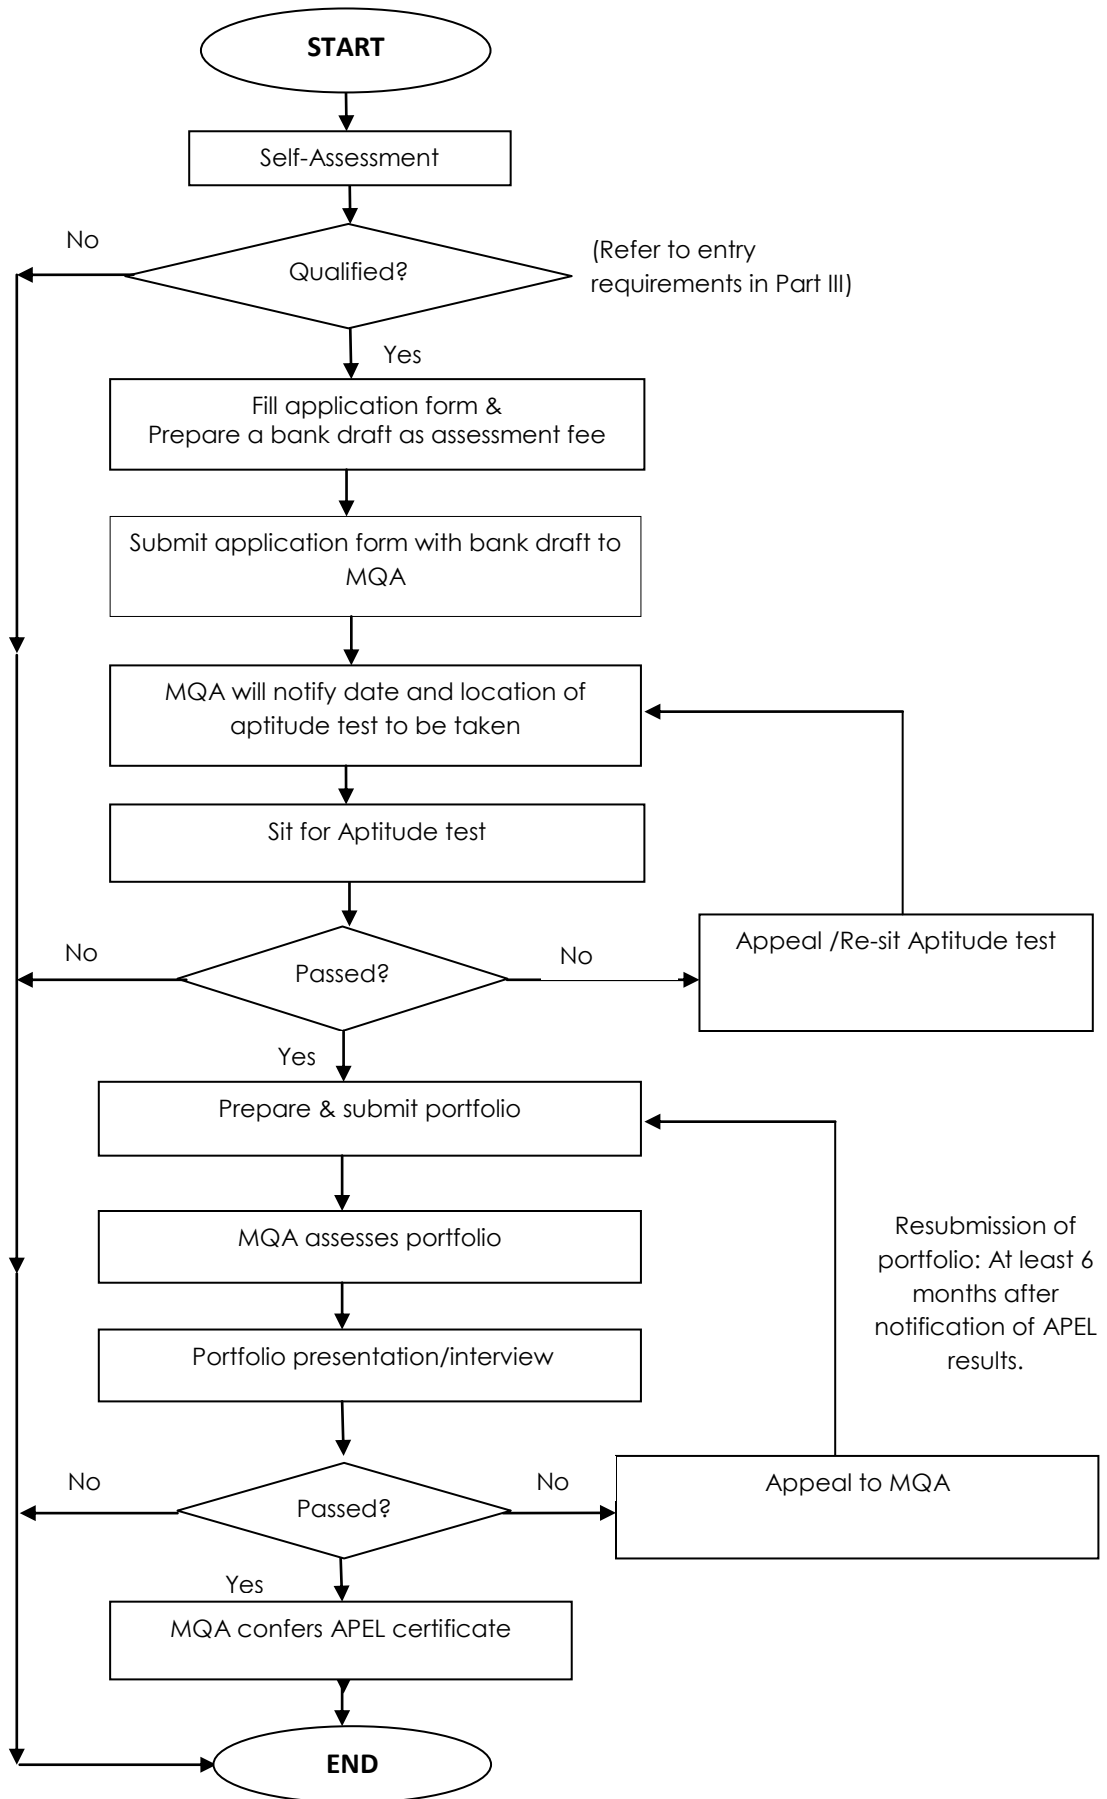 START
Self-Assessment
No
Qualified?
(Refer to entry
requirements in Part III)
Yes
Fill application form &
Prepare a bank draft as assessment fee
Submit application form with bank draft to
MQA
MQA will notify date and location of
aptitude test to be taken
Sit for Aptitude test
No
Passed?
No
Appeal /Re-sit Aptitude test
Yes
Prepare & submit portfolio
MQA assesses portfolio
Resubmission of
portfolio: At least 6
months after
notification of APEL
results.
Portfolio presentation/interview
No
Passed?
No
Appeal to MQA
Yes
MQA confers APEL certificate
END